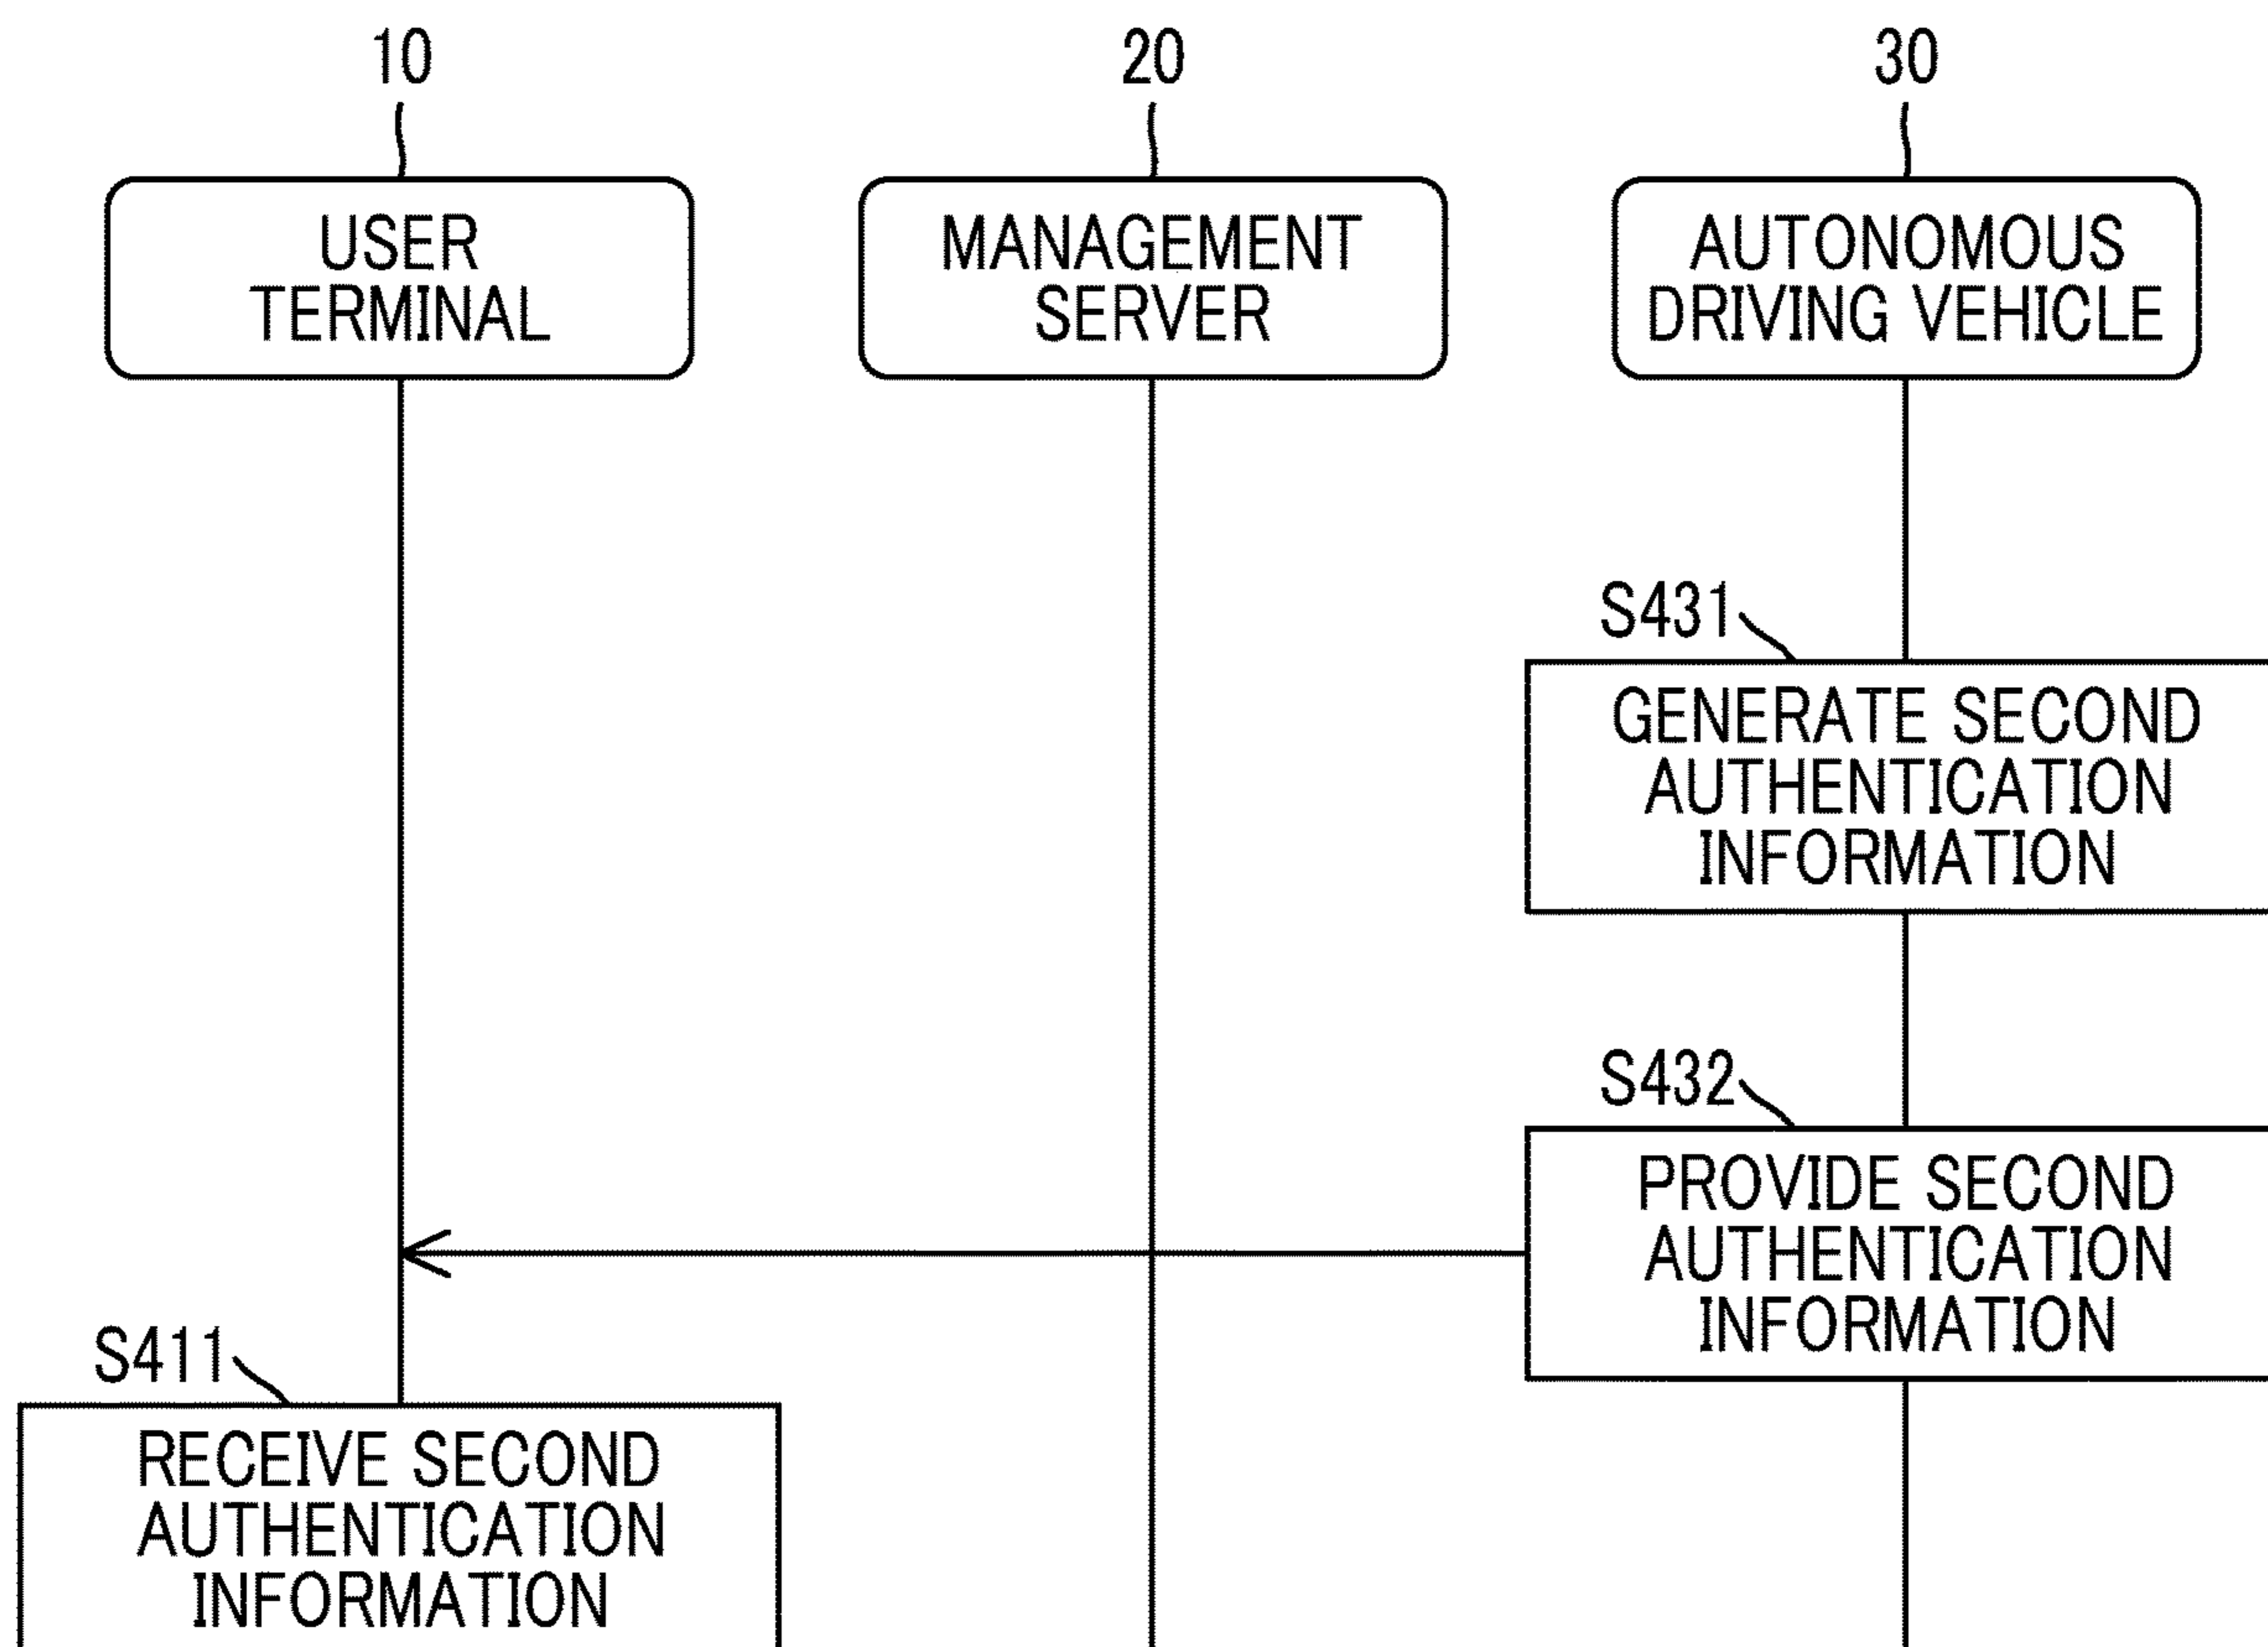 10
20
30
USER
TERMINAL
MANAGEMENT
SERVER
AUTONOMOUS
DRIVING VEHICLE
S431
GENERATE SECOND
AUTHENTICATION
INFORMATION
S432
PROVIDE SECOND
AUTHENTICATION
INFORMATION
S411
RECEIVE SECOND
AUTHENTICATION
INFORMATION